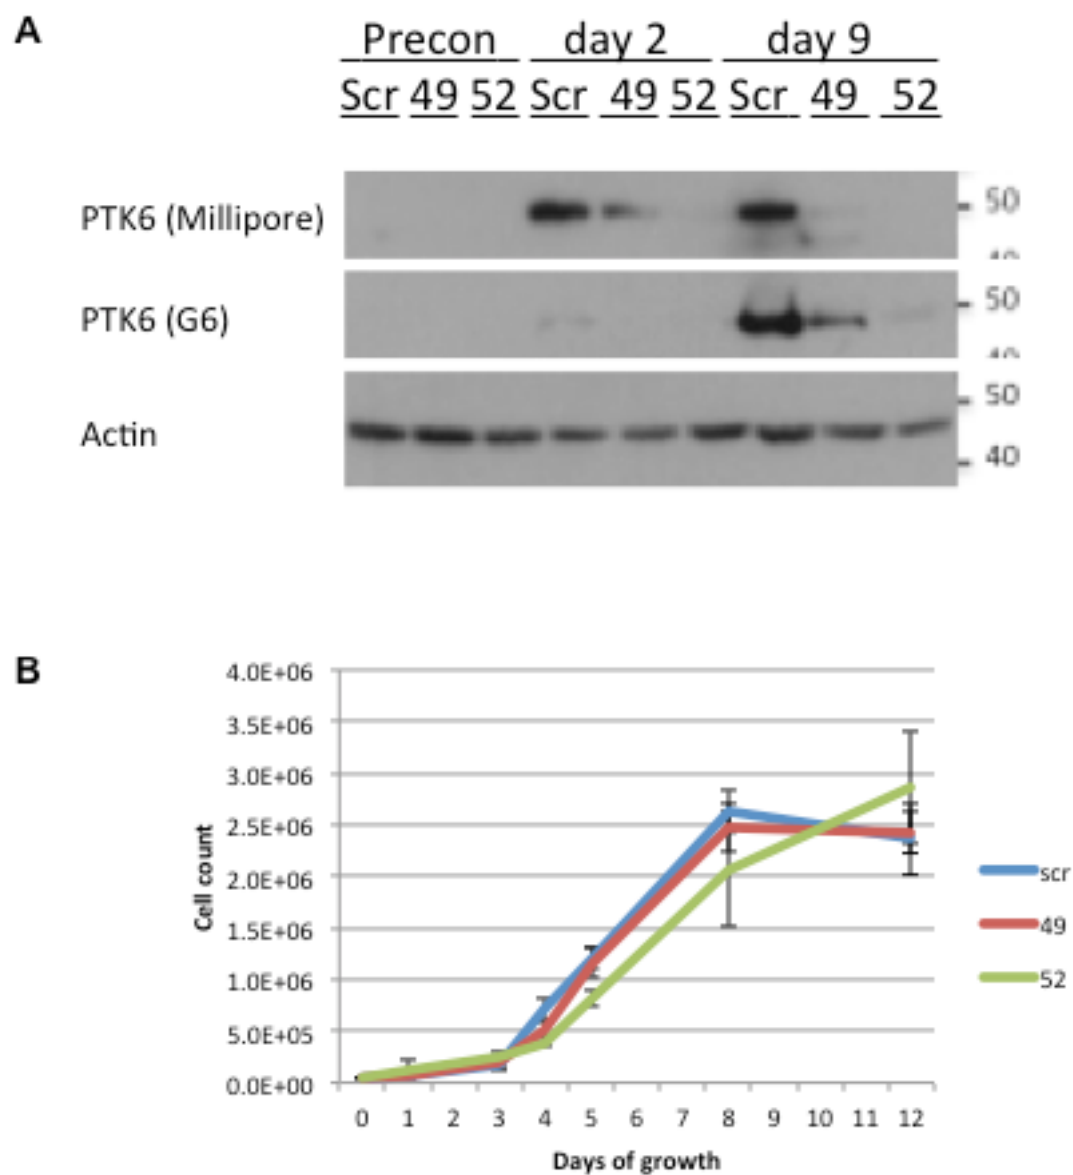 A
Precon day 2 day 9
Scr 49 52 Scr 49 52 Scr 49 52
PTK6 (Millipore) 50
PTK6 (G6) 50
50
Actin
40
B
4.0E+06
3.5E+06
3.0E+06
2.5E+06
2.0E+06
1.5E+06
1.0E+06
5.0E+05
0.0E+00
Cell count
scr
49
52
0 1 2 3 4 5 6 7 8 9 10 11 12
Days of growth